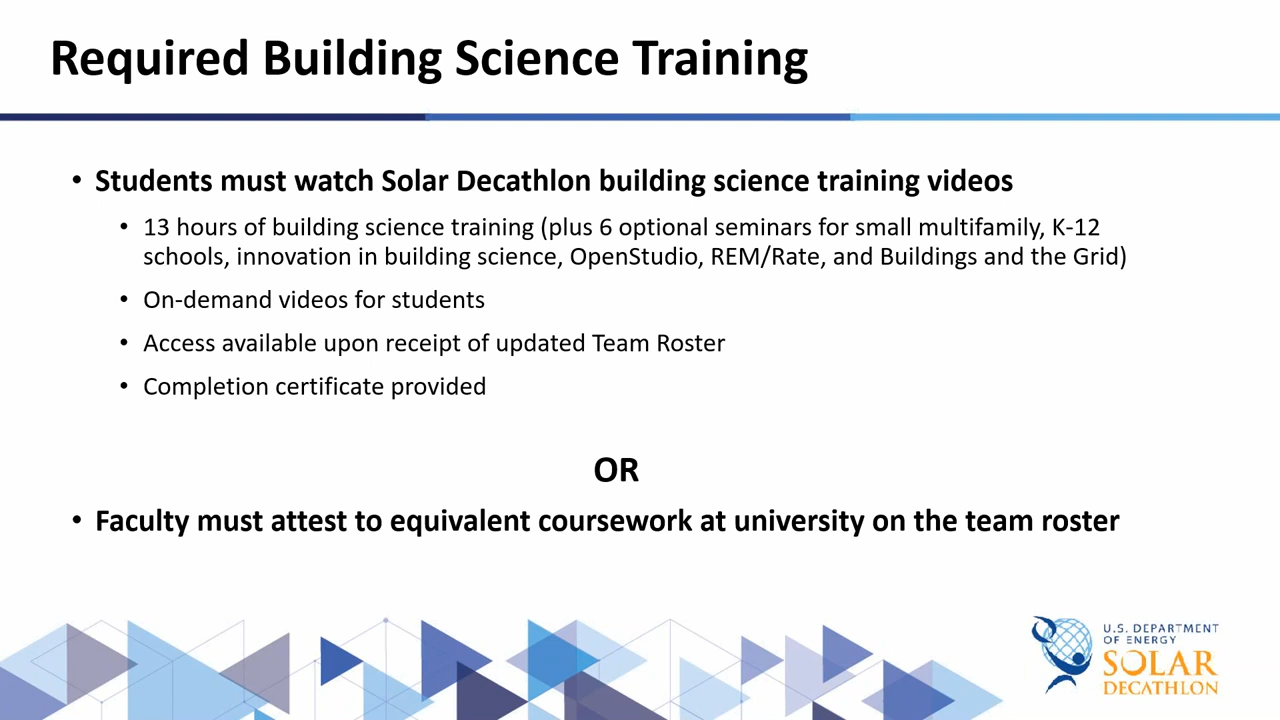 Required Building Science Training
• Students must watch Solar Decathlon building science training videos
• 13 hours of building science training (plus 6 optional seminars for small multifamily, K-12
schools, innovation in building science, OpenStudio, REM/Rate, and Buildings and the Grid)
• On-demand videos for students
• Access available upon receipt of updated Team Roster
• Completion certificate provided
OR
• Faculty must attest to equivalent coursework at university on the team roster
U.S. DEPARTMENT
OF ENERGY
SOLAR
DECATHLON